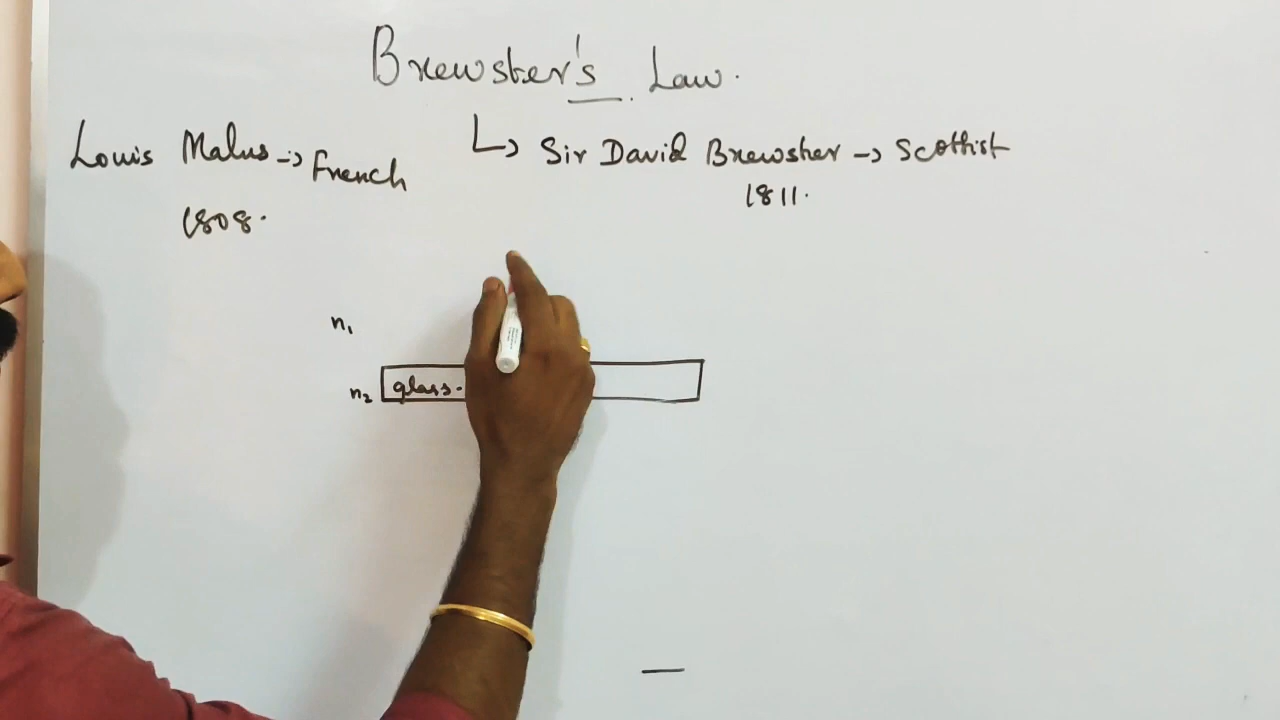 Brewster's Law.
Louis Malus → French
1808.
↳ Sir David Brewster → Scottist
1811.
n₁
n₂ glass.